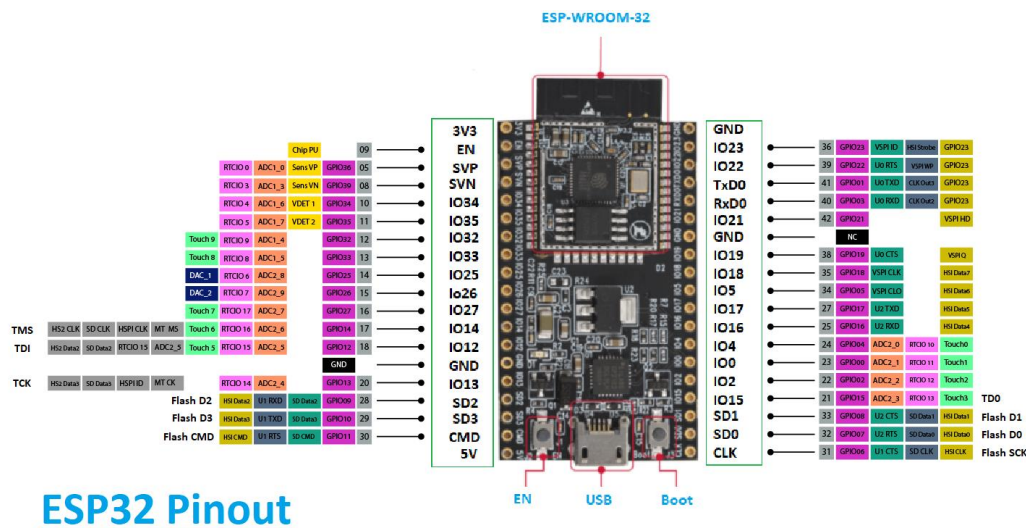 ESP-WROOM-32
3V3
Chip PU 09 EN
RTCIO 0 ADC1_0 Sens VP GPIO36 05 SVP
RTCIO 3 ADC1_3 Sens VN GPIO39 08 SVN
RTCIO 4 ADC1_6 VDET 1 GPIO34 10 IO34
RTCIO 5 ADC1_7 VDET 2 GPIO35 11 IO35
Touch 9 RTCIO 9 ADC1_4 GPIO32 12 IO32
Touch 8 RTCIO 8 ADC1_5 GPIO33 13 IO33
DAC_1 RTCIO 6 ADC2_8 GPIO25 14 IO25
DAC_2 RTCIO 7 ADC2_9 GPIO26 15 Io26
Touch 7 RTCIO 17 ADC2_7 GPIO27 16 IO27
TMS HS2 CLK SD CLK HSPI CLK MT MS Touch 6 RTCIO 16 ADC2_6 GPIO14 17 IO14
TDI HS2 Data2 SD Data2 RTCIO 15 ADC2_5 Touch 5 RTCIO 15 ADC2_5 GPIO12 18 IO12
GND GND
TCK HS2 Data3 SD Data3 HSPI ID MT CK RTCIO 14 ADC2_4 GPIO13 20 IO13
Flash D2 HSI Data2 U1 RXD SD Data2 GPIO09 28 SD2
Flash D3 HSI Data3 U1 TXD SD Data3 GPIO10 29 SD3
Flash CMD HSI CMD U1 RTS SD CMD GPIO11 30 CMD
5V
GND
IO23 36 GPIO23 VSPI ID HSI Strobe GPIO23
IO22 39 GPIO22 U0 RTS VSPI WP GPIO23
TxD0 41 GPIO01 U0 TXD CLK Out3 GPIO23
RxD0 40 GPIO03 U0 RXD CLK Out2 GPIO23
IO21 42 GPIO21 VSPI HD
GND NC
IO19 38 GPIO19 U0 CTS VSPI Q
IO18 35 GPIO18 VSPI CLK HSI Data7
IO5 34 GPIO05 VSPI CLO HSI Data6
IO17 27 GPIO17 U2 TXD HSI Data5
IO16 25 GPIO16 U2 RXD HSI Data4
IO4 24 GPIO04 ADC2_0 RTCIO 10 Touch0
IO0 23 GPIO00 ADC2_1 RTCIO 11 Touch1
IO2 22 GPIO02 ADC2_2 RTCIO 12 Touch2
IO15 21 GPIO15 ADC2_3 RTCIO 13 Touch3 TD0
SD1 33 GPIO08 U2 CTS SD Data1 HSI Data1 Flash D1
SD0 32 GPIO07 U2 RTS SD Data0 HSI Data0 Flash D0
CLK 31 GPIO06 U1 CTS SD CLK HSI CLK Flash SCK
EN USB Boot
ESP32 Pinout